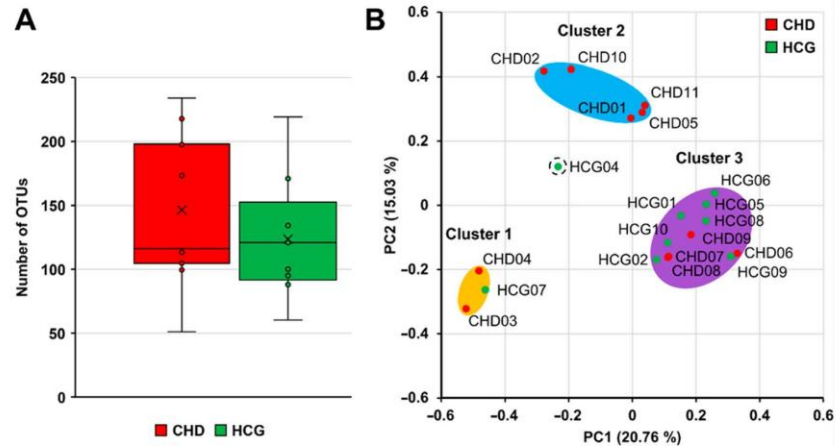 A
250
200
150
100
50
0
Number of OTUs
CHD HCG
B
0.6
0.4
0.2
0
−0.2
−0.4
−0.6
PC2 (15.03 %)
Cluster 2
CHD
HCG
CHD02 CHD10
CHD11
CHD01
CHD05
HCG04
Cluster 3
HCG06
HCG01 HCG05
HCG08
HCG10 CHD09
HCG02 CHD07 CHD06
CHD08 HCG09
Cluster 1
CHD04
HCG07
CHD03
−0.6 −0.4 −0.2 0 0.2 0.4 0.6
PC1 (20.76 %)